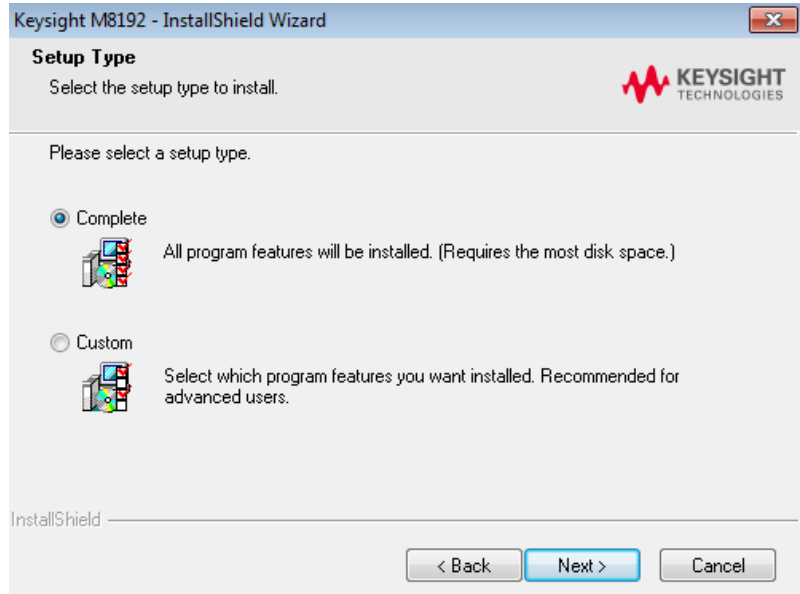 Keysight M8192 - InstallShield Wizard
Setup Type
Select the setup type to install.
KEYSIGHT
TECHNOLOGIES
Please select a setup type.
Complete
All program features will be installed. (Requires the most disk space.)
Custom
Select which program features you want installed. Recommended for
advanced users.
InstallShield
< Back
Next >
Cancel